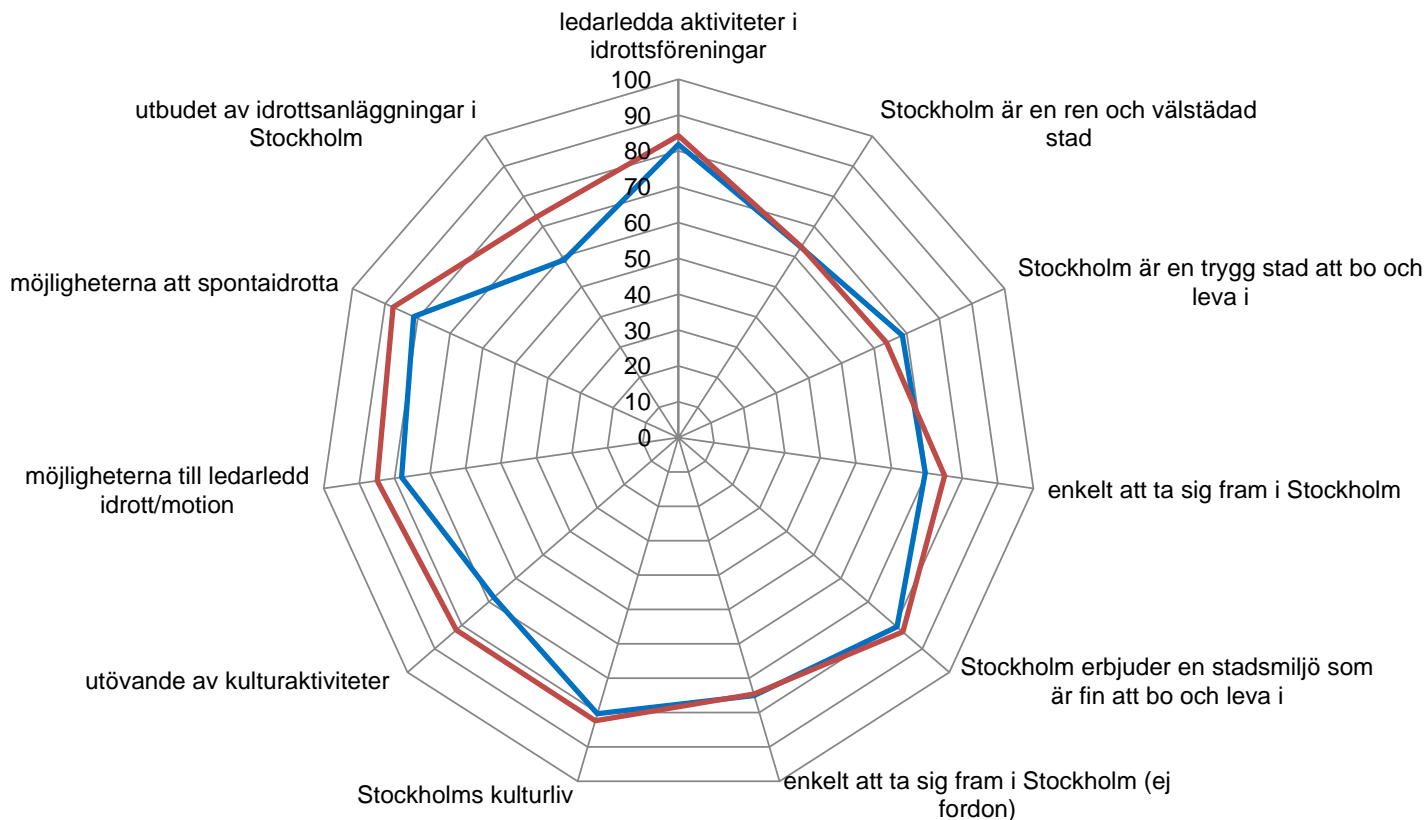 ledarledda aktiviteter i
idrottsföreningar
Stockholm är en ren och välstädad
stad
Stockholm är en trygg stad att bo och
leva i
enkelt att ta sig fram i Stockholm
Stockholm erbjuder en stadsmiljö som
är fin att bo och leva i
enkelt att ta sig fram i Stockholm (ej
fordon)
Stockholms kulturliv
utövande av kulturaktiviteter
möjligheterna till ledarledd
idrott/motion
möjligheterna att spontaidrotta
utbudet av idrottsanläggningar i
Stockholm
100
90
80
70
60
50
40
30
20
10
0